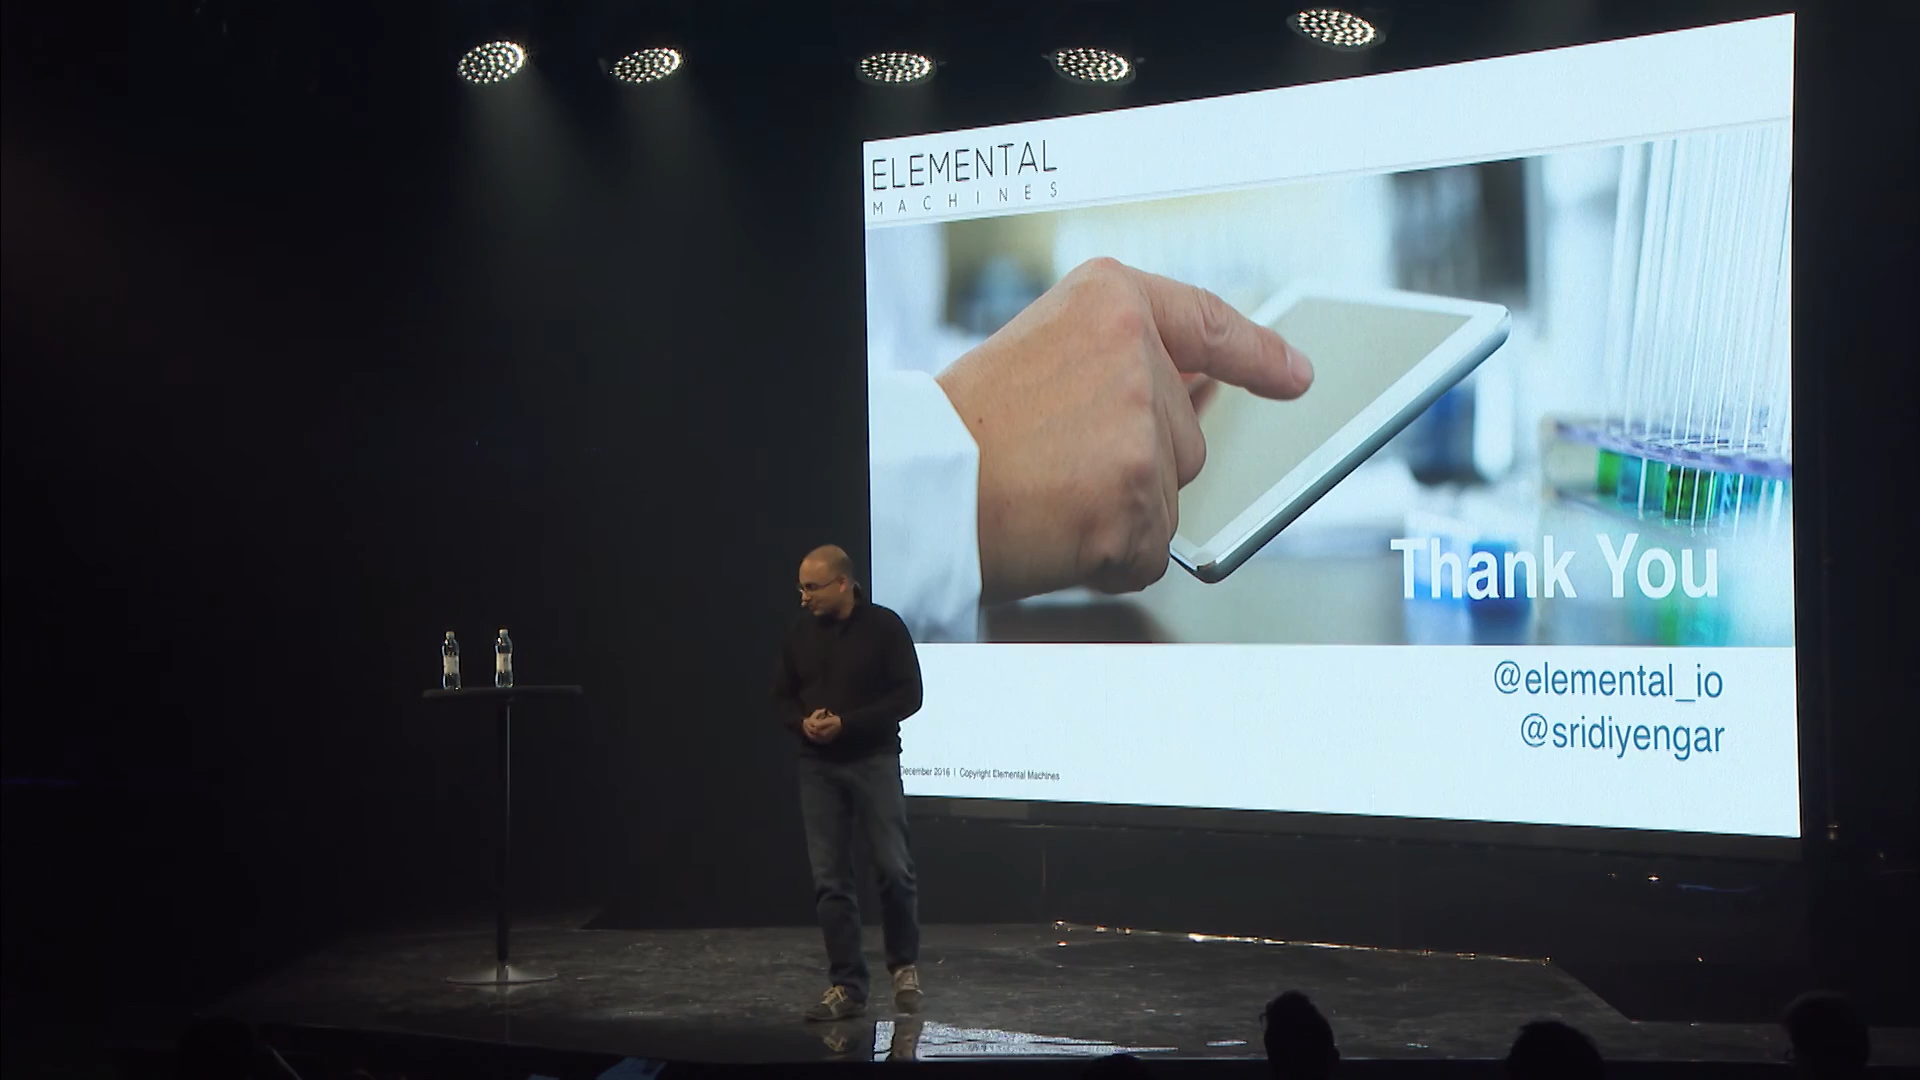 ELEMENTAL
MACHINES
Thank You
@elemental_io
@sridiyengar
December 2016 | Copyright Elemental Machines